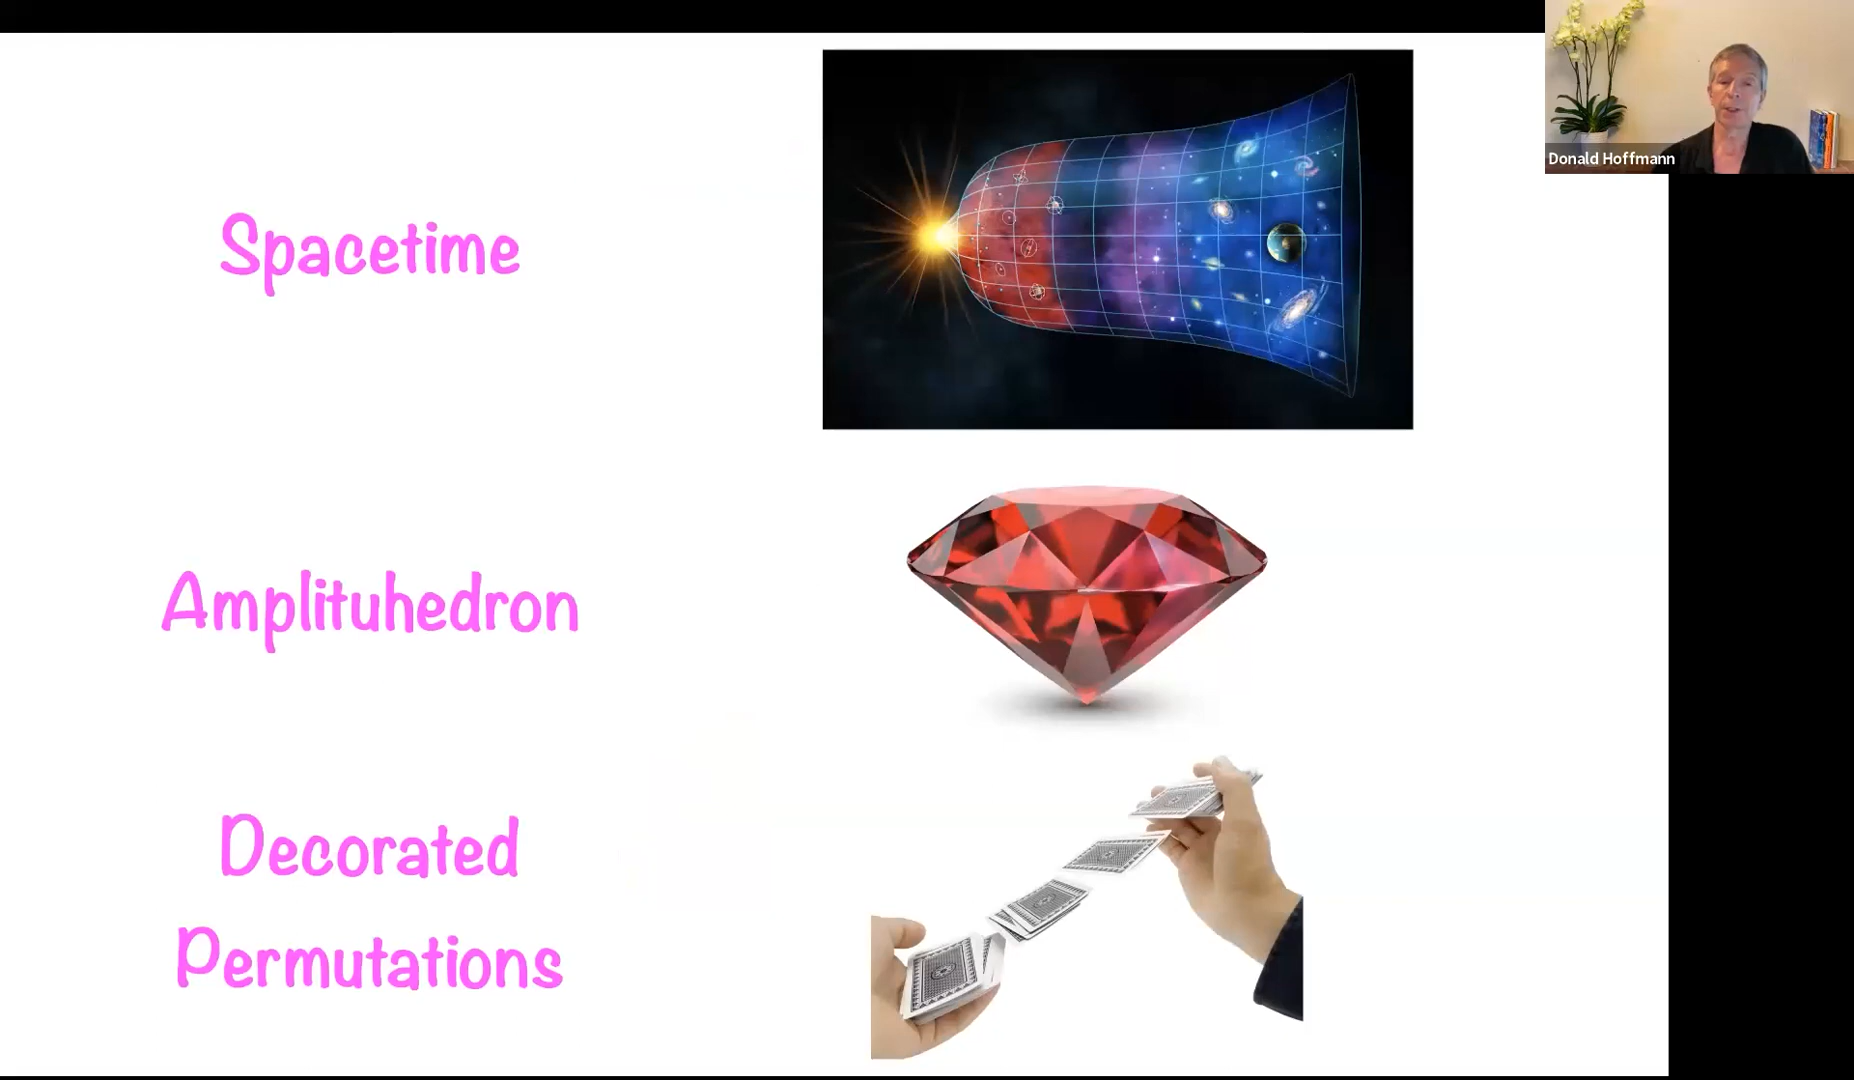 Donald Hoffmann
Spacetime
Amplituhedron
Decorated
Permutations